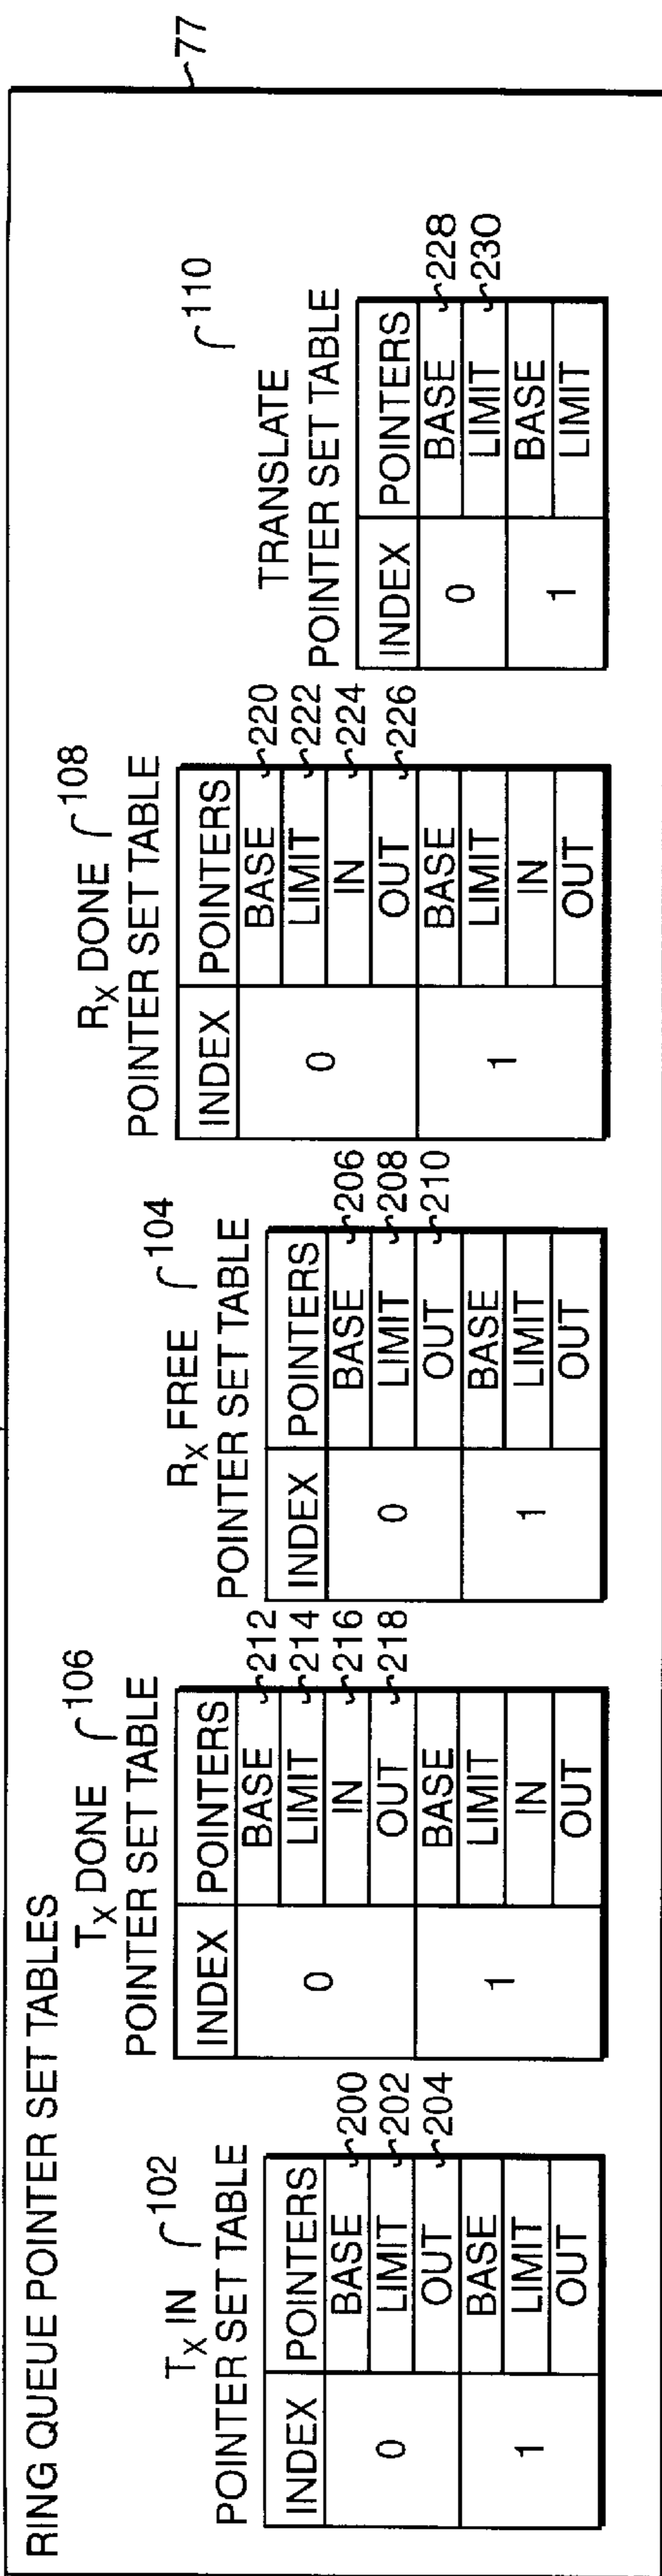 RING QUEUE POINTER SET TABLES
77
TX IN
POINTER SET TABLE
102
INDEX POINTERS
0
BASE 200
LIMIT 202
OUT 204
1
BASE
LIMIT
OUT
TX DONE 106
POINTER SET TABLE
INDEX POINTERS
0
BASE 212
LIMIT 214
IN 216
OUT 218
1
BASE
LIMIT
IN
OUT
RX FREE 104
POINTER SET TABLE
INDEX POINTERS
0
BASE 206
LIMIT 208
OUT 210
1
BASE
LIMIT
OUT
RX DONE 108
POINTER SET TABLE
INDEX POINTERS
0
BASE 220
LIMIT 222
IN 224
OUT 226
1
BASE
LIMIT
IN
OUT
110
TRANSLATE
POINTER SET TABLE
INDEX POINTERS
0
BASE 228
LIMIT 230
1
BASE
LIMIT